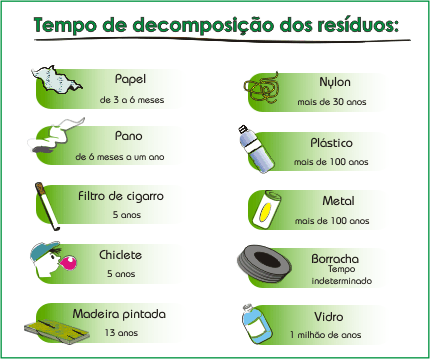 Tempo de decomposição dos resíduos:
Papel
de 3 a 6 meses
Pano
de 6 meses a um ano
Filtro de cigarro
5 anos
Chiclete
5 anos
Madeira pintada
13 anos
Nylon
mais de 30 anos
Plástico
mais de 100 anos
Metal
mais de 100 anos
Borracha
Tempo
indeterminado
Vidro
1 milhão de anos